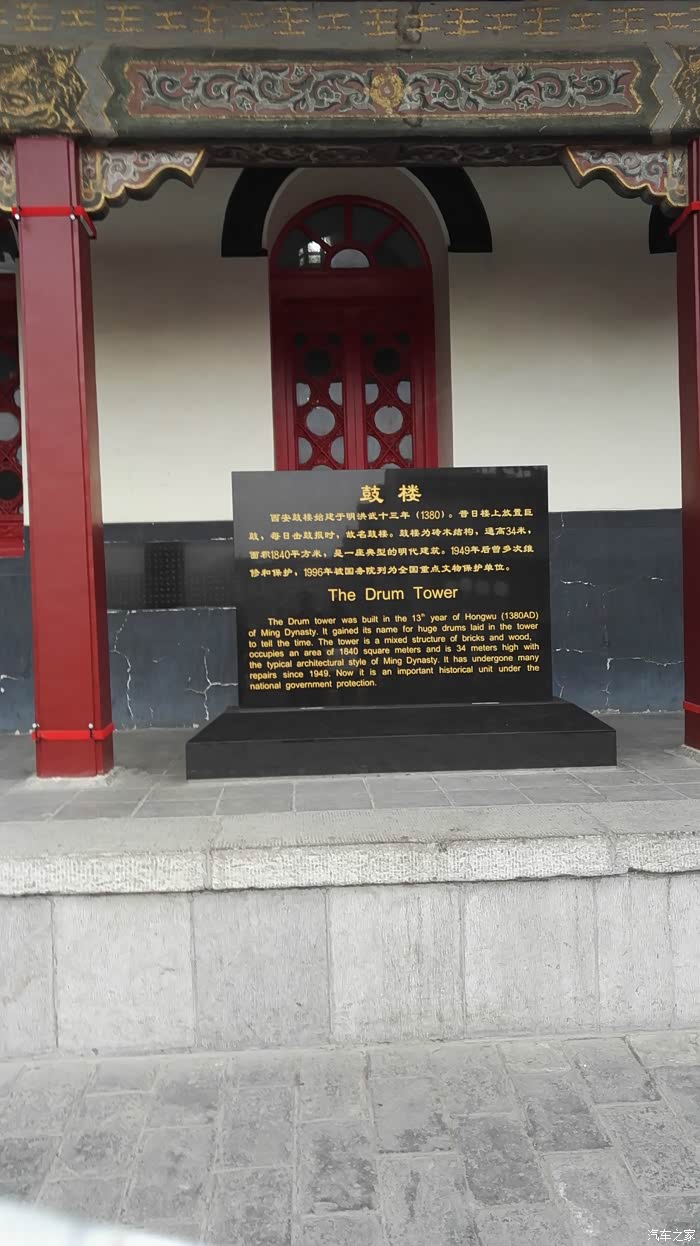 鼓楼
西安鼓楼始建于明洪武十三年（1380）。昔日楼上放置巨
鼓，每日击鼓报时，故名鼓楼。鼓楼为砖木结构，通高34米，
面积1840平方米，是一座典型的明代建筑。1949年后曾多次维
修和保护，1996年被国务院列为全国重点文物保护单位。
The Drum Tower
The Drum tower was built in the 13th year of Hongwu (1380AD)
of Ming Dynasty. It gained its name for huge drums laid in the tower
to tell the time. The tower is a mixed structure of bricks and wood,
occupies an area of 1840 square meters and is 34 meters high with
the typical architectural style of Ming Dynasty. It has undergone many
repairs since 1949. Now it is an important historical unit under the
national government protection.
汽车之家